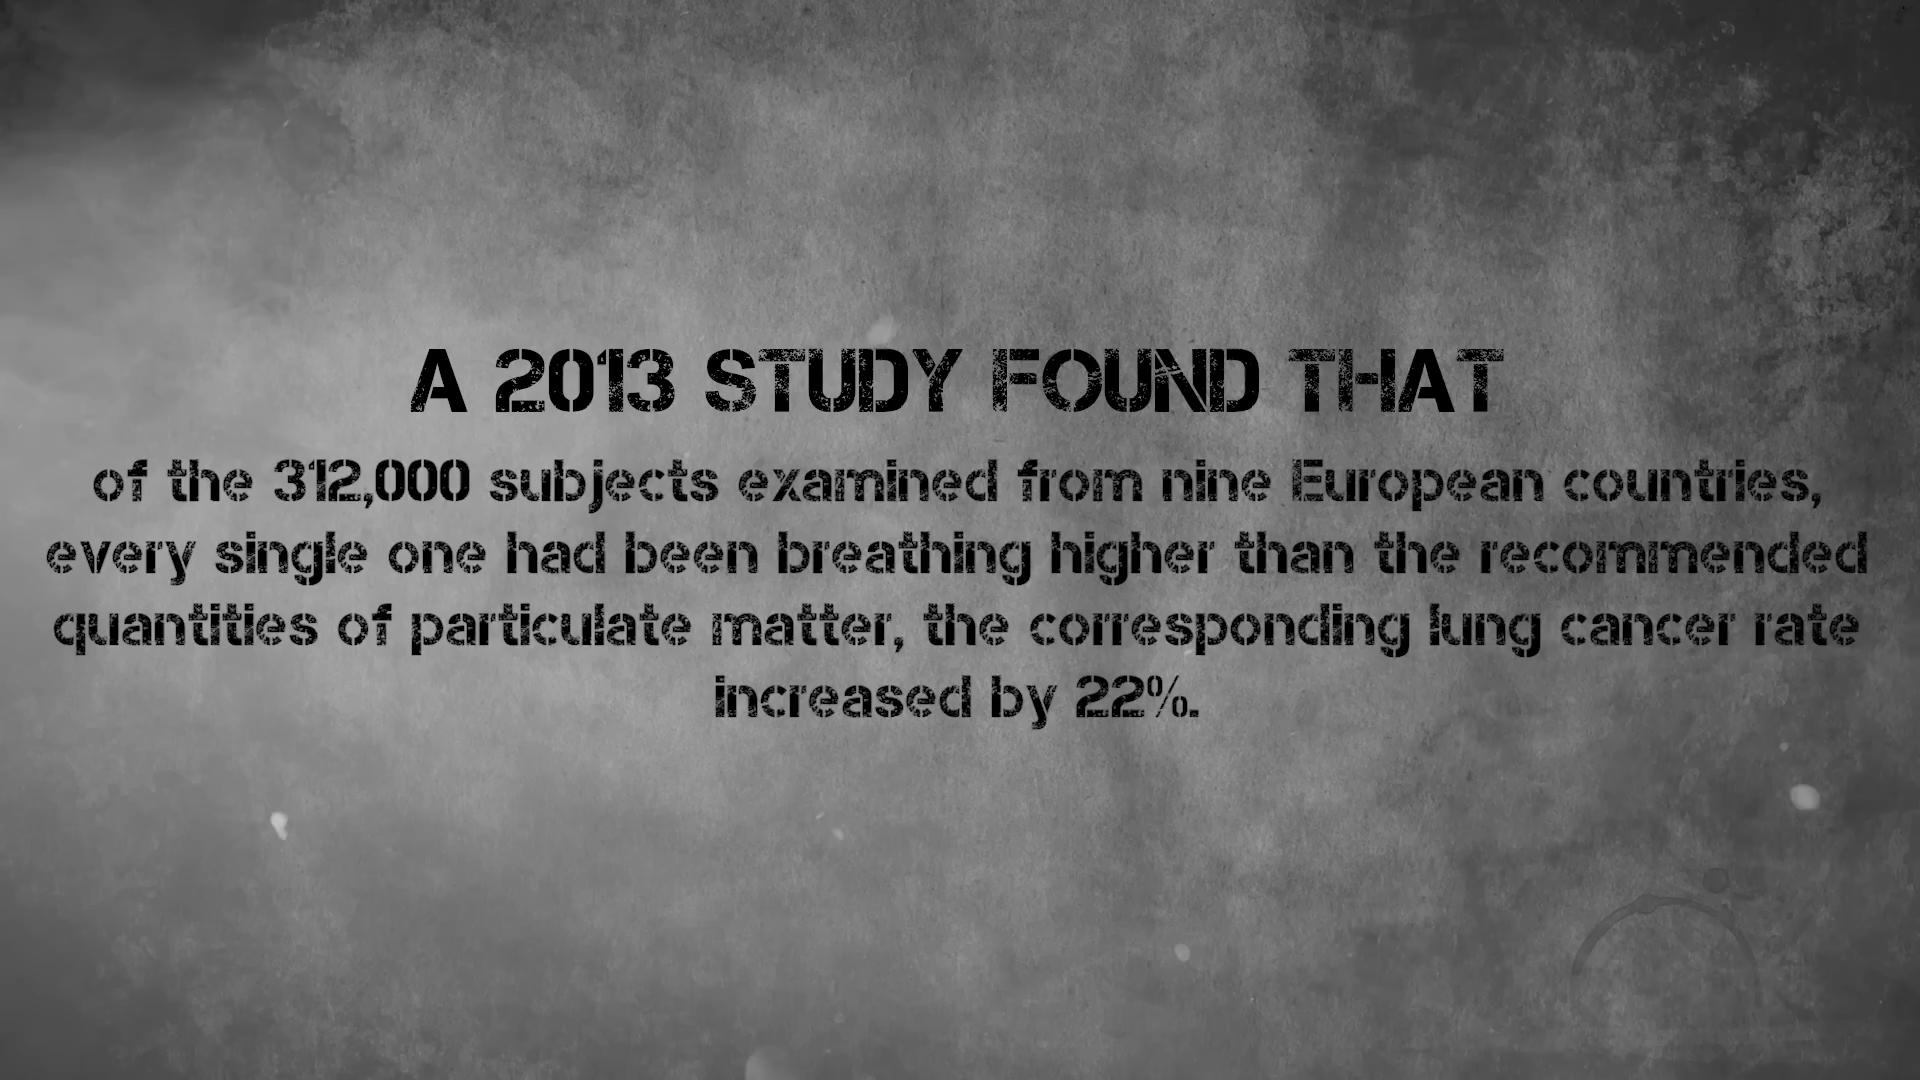 A 2013 STUDY FOUND THAT
of the 312,000 subjects examined from nine European countries,
every single one had been breathing higher than the recommended
quantities of particulate matter, the corresponding lung cancer rate
increased by 22%.